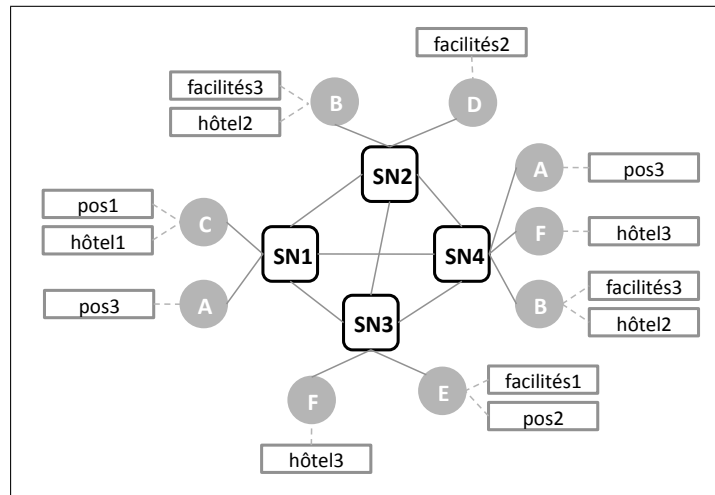 facilités2
facilités3
B
D
hôtel2
SN2
A
pos3
pos1
C
F
hôtel3
hôtel1
SN1
SN4
facilités3
pos3
A
B
hôtel2
SN3
facilités1
F
E
pos2
hôtel3